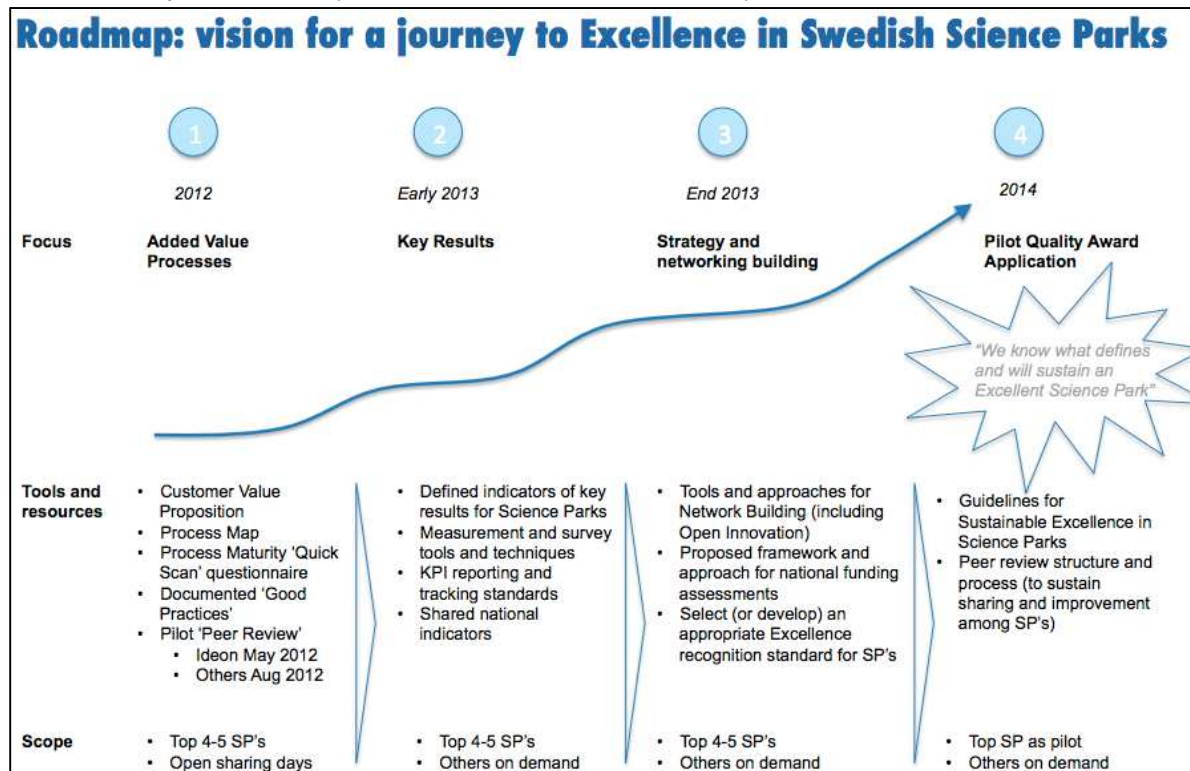 Roadmap: vision for a journey to Excellence in Swedish Science Parks
1
2
3
4
2012
Early 2013
End 2013
2014
Focus
Added Value
Processes
Key Results
Strategy and
networking building
Pilot Quality Award
Application
"We know what defines
and will sustain an
Excellent Science Park"
Tools and
resources
• Customer Value
Proposition
• Process Map
• Process Maturity 'Quick
Scan' questionnaire
• Documented 'Good
Practices'
• Pilot 'Peer Review'
• Ideon May 2012
• Others Aug 2012
• Defined indicators of key
results for Science Parks
• Measurement and survey
tools and techniques
• KPI reporting and
tracking standards
• Shared national
indicators
• Tools and approaches for
Network Building (including
Open Innovation)
• Proposed framework and
approach for national funding
assessments
• Select (or develop) an
appropriate Excellence
recognition standard for SP's
• Guidelines for
Sustainable Excellence in
Science Parks
• Peer review structure and
process (to sustain
sharing and improvement
among SP's)
Scope
• Top 4-5 SP's
• Open sharing days
• Top 4-5 SP's
• Others on demand
• Top 4-5 SP's
• Others on demand
• Top SP as pilot
• Others on demand